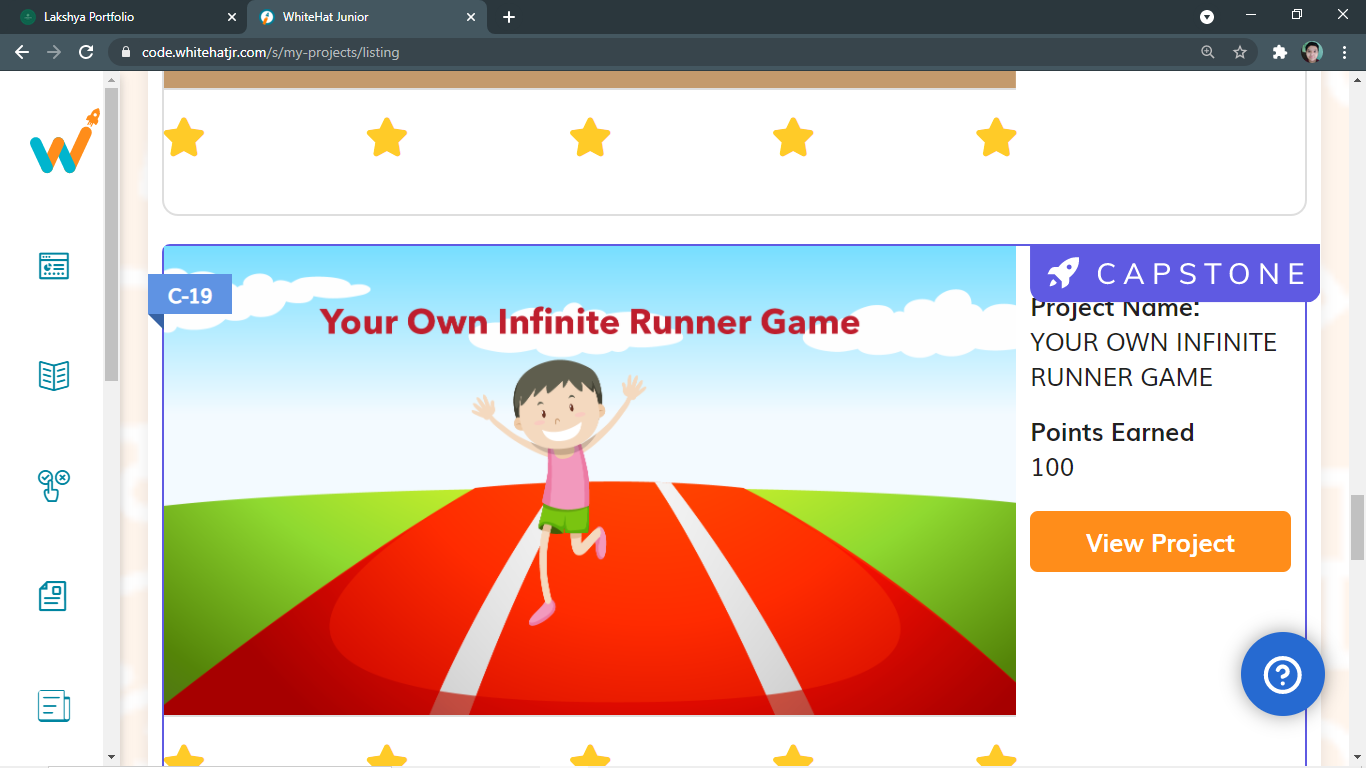 Lakshya Portfolio
WhiteHat Junior
code.whitehatjr.com/s/my-projects/listing
C-19
Your Own Infinite Runner Game
CAPSTONE
Project Name:
YOUR OWN INFINITE
RUNNER GAME
Points Earned
100
View Project
?